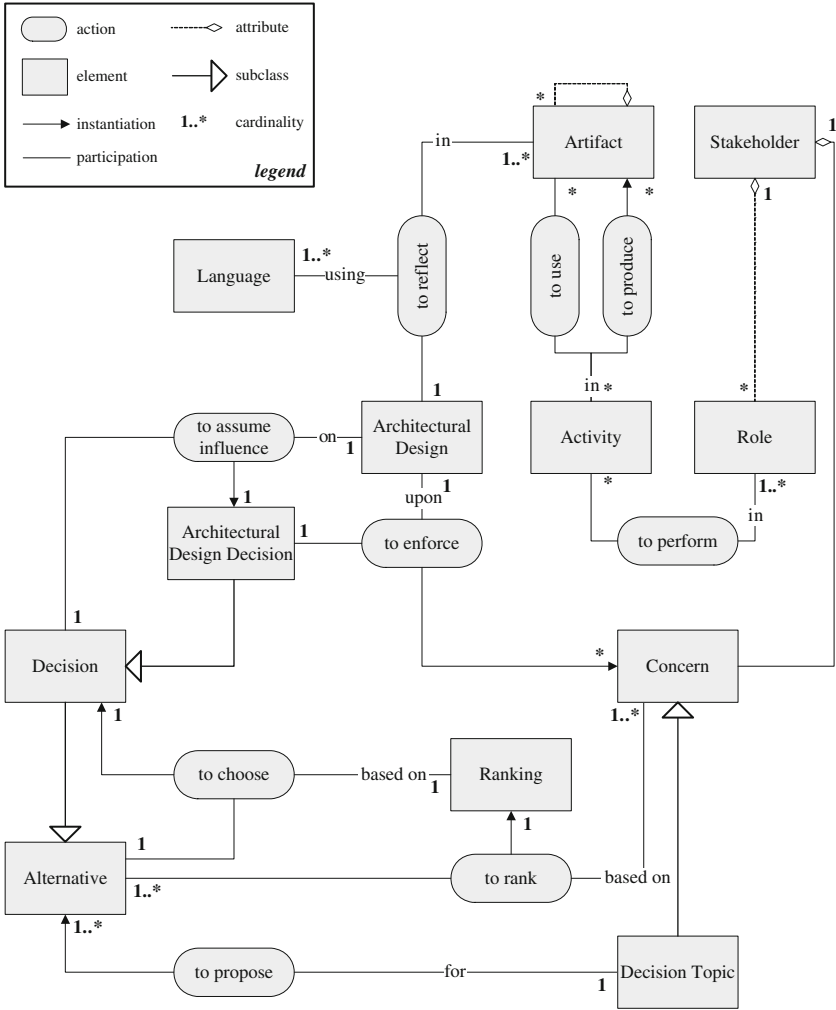 action
attribute
element
subclass
instantiation
1..*
cardinality
participation
legend
*
Artifact
1..*
in
Stakeholder
1
*
*
1
Language
1..*
using
to reflect
to use
to produce
1
in
*
*
to assume
influence
on
1
Architectural
Design
Activity
Role
1
upon
1
*
1..*
in
Architectural
Design Decision
1
to enforce
to perform
1
Decision
*
Concern
1
1..*
to choose
based on
1
Ranking
1
1
Alternative
1..*
to rank
based on
1..*
to propose
for
1
Decision Topic